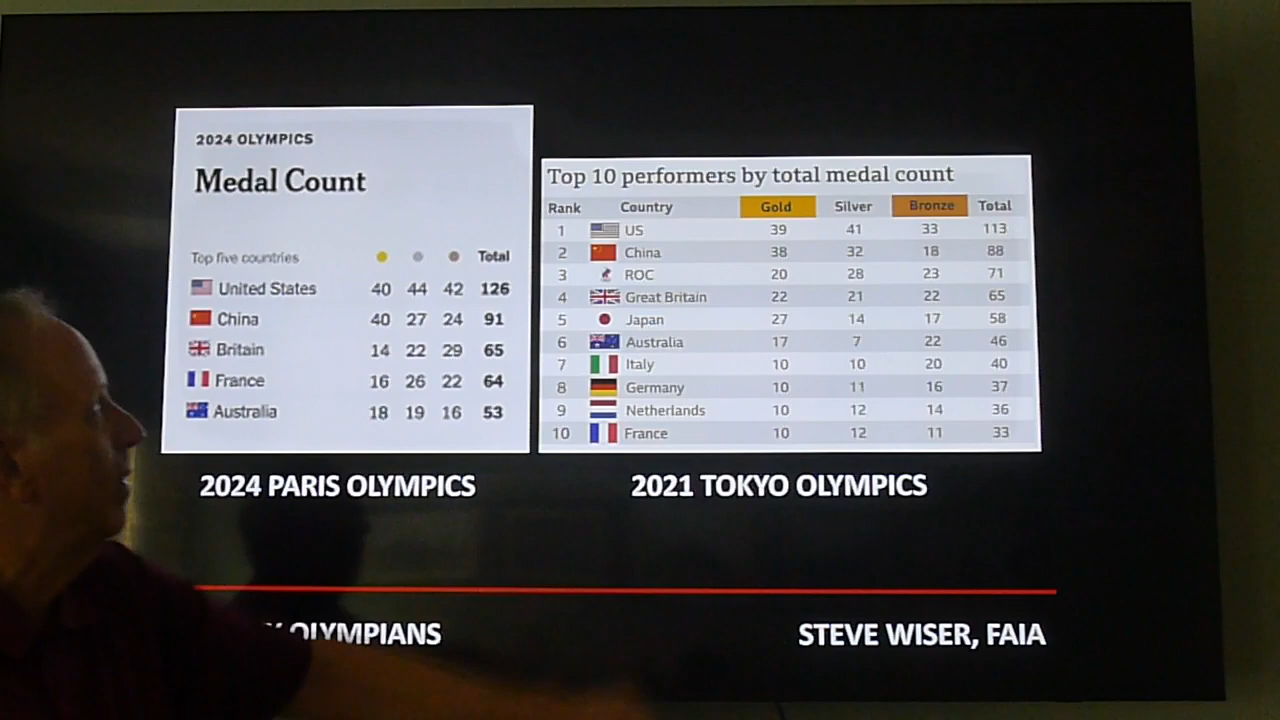 2024 OLYMPICS
Medal Count
Top five countries Total
United States 40 44 42 126
China 40 27 24 91
Britain 14 22 29 65
France 16 26 22 64
Australia 18 19 16 53
2024 PARIS OLYMPICS
Top 10 performers by total medal count
Rank Country Gold Silver Bronze Total
1 US 39 41 33 113
2 China 38 32 18 88
3 ROC 20 28 23 71
4 Great Britain 22 21 22 65
5 Japan 27 14 17 58
6 Australia 17 7 22 46
7 Italy 10 10 20 40
8 Germany 10 11 16 37
9 Netherlands 10 12 14 36
10 France 10 12 11 33
2021 TOKYO OLYMPICS
OLYMPIANS
STEVE WISER, FAIA